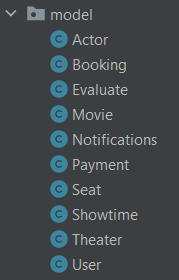 model
Actor
Booking
Evaluate
Movie
Notifications
Payment
Seat
Showtime
Theater
User